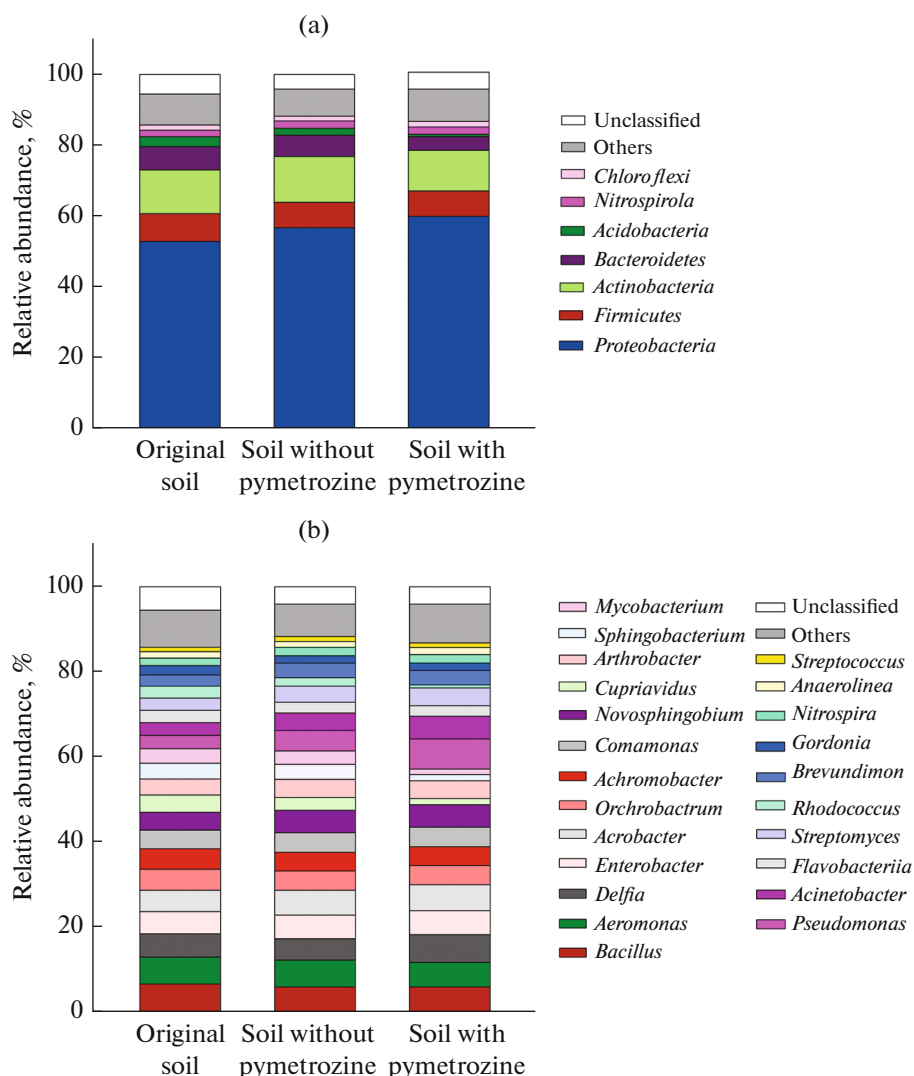 (a)
Relative abundance, %
100
80
60
40
20
0
Original
soil
Soil without
pymetrozine
Soil with
pymetrozine
Unclassified
Others
Chloroflexi
Nitrospirola
Acidobacteria
Bacteroidetes
Actinobacteria
Firmicutes
Proteobacteria
(b)
Relative abundance, %
100
80
60
40
20
0
Original
soil
Soil without
pymetrozine
Soil with
pymetrozine
Mycobacterium
Sphingobacterium
Arthrobacter
Cupriavidus
Novosphingobium
Comamonas
Achromobacter
Orchrobactrum
Acrobacter
Enterobacter
Delfia
Aeromonas
Bacillus
Unclassified
Others
Streptococcus
Anaerolinea
Nitrospira
Gordonia
Brevundimon
Rhodococcus
Streptomyces
Flavobacteriia
Acinetobacter
Pseudomonas